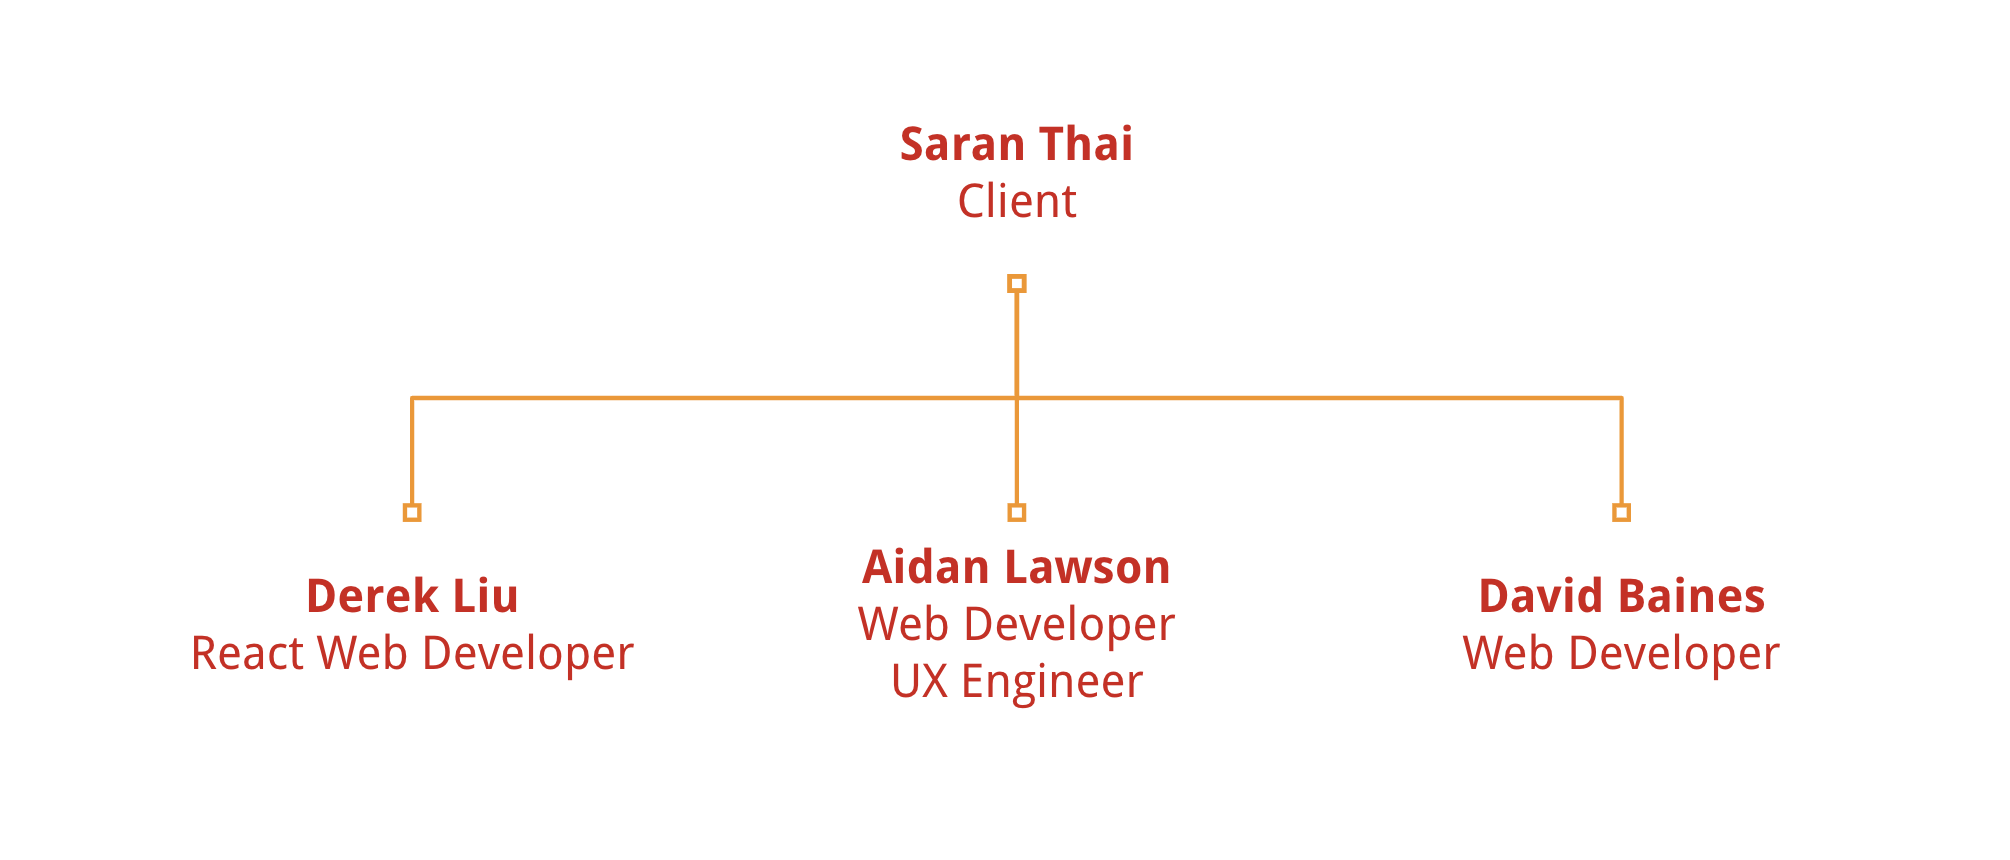 Saran Thai
Client
Derek Liu
React Web Developer
Aidan Lawson
Web Developer
UX Engineer
David Baines
Web Developer